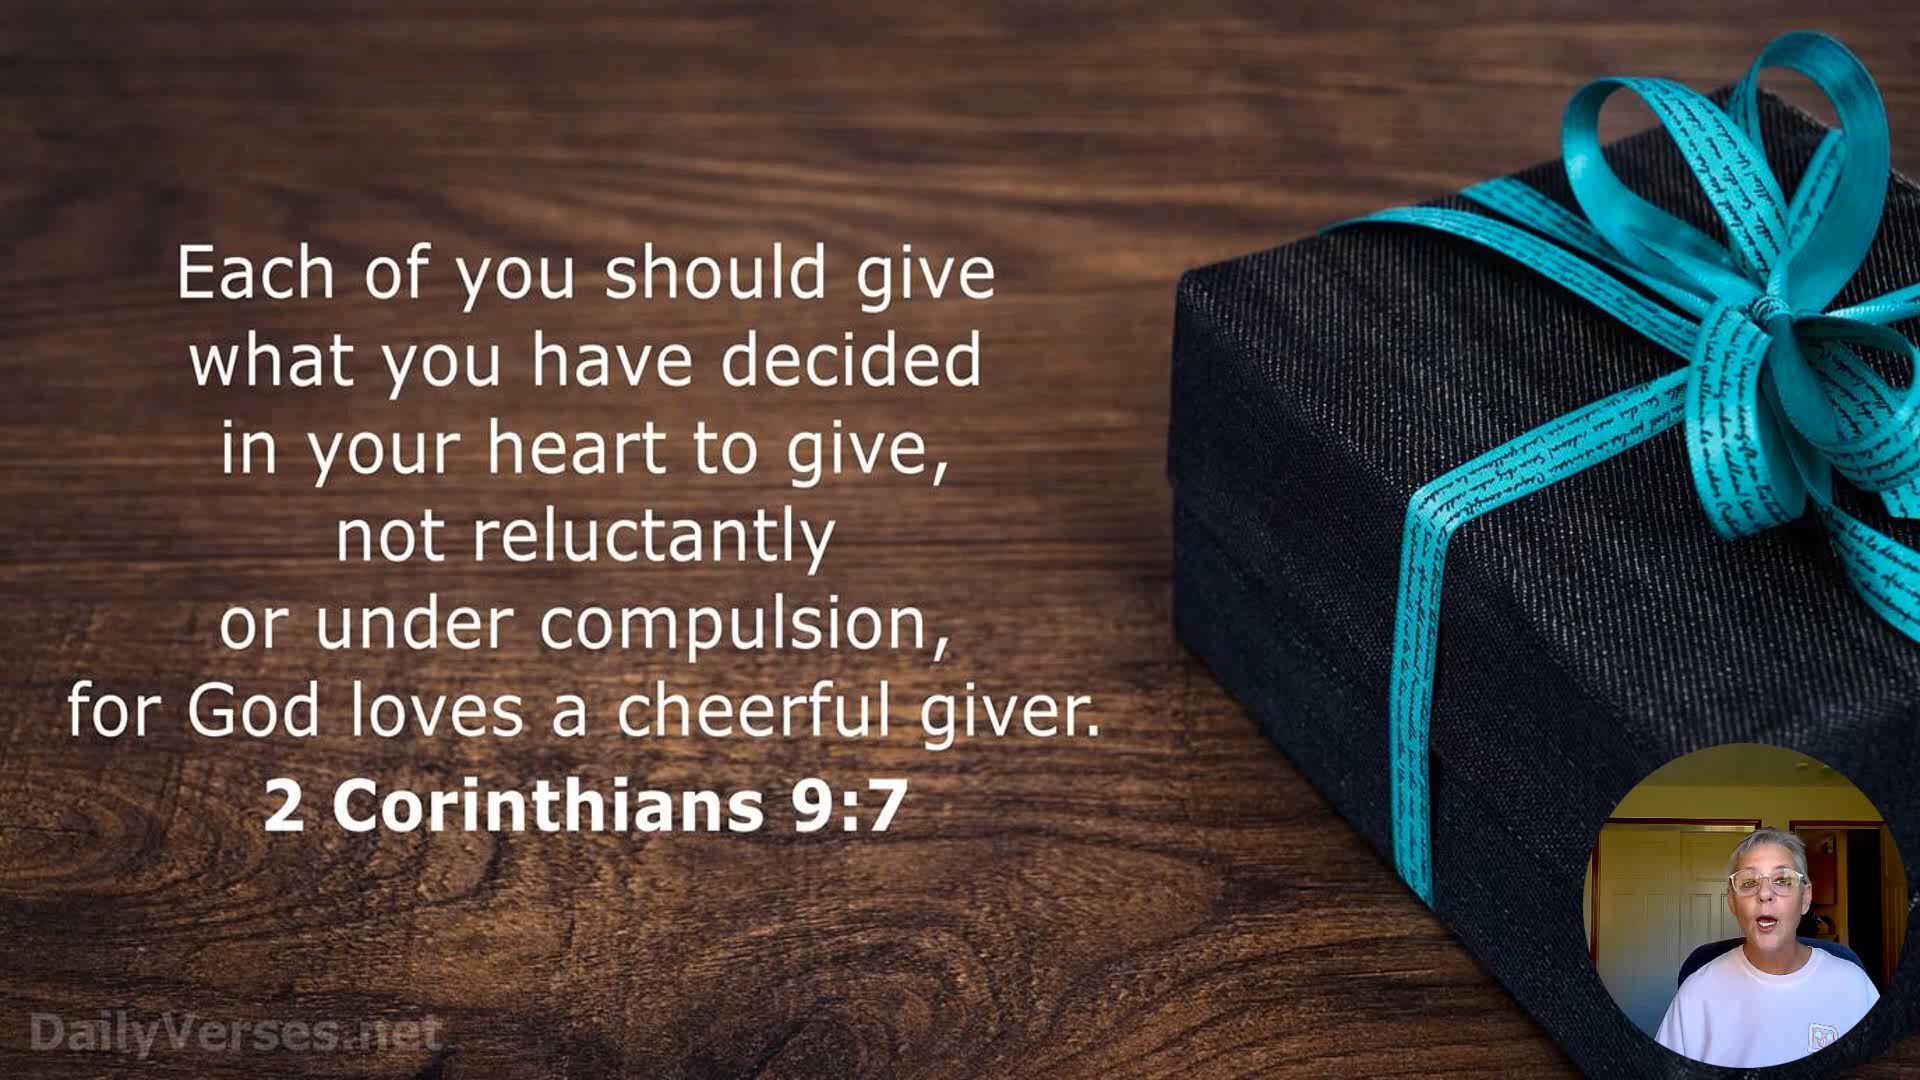 Each of you should give
what you have decided
in your heart to give,
not reluctantly
or under compulsion,
for God loves a cheerful giver.
2 Corinthians 9:7
DailyVerses.net